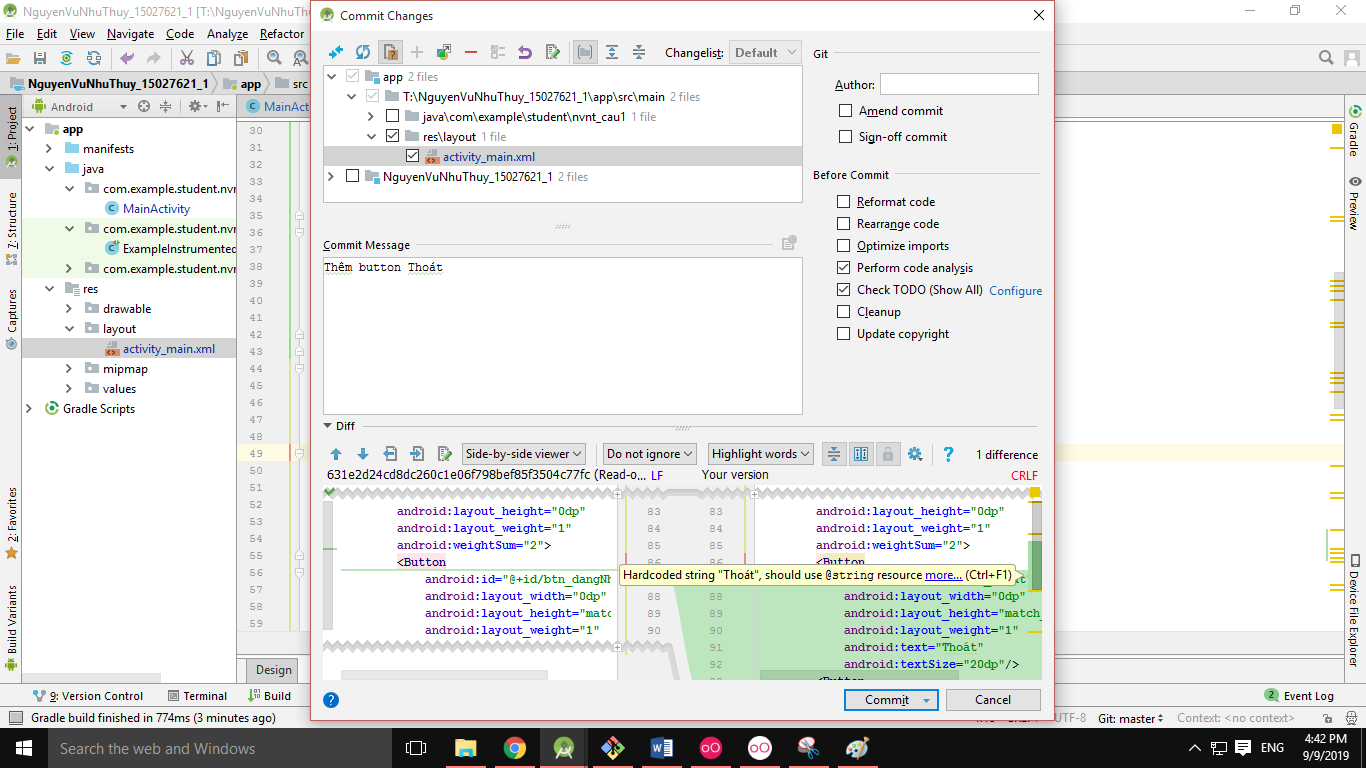 NguyenVuNhuThuy_15027621_1 [T:\NguyenVuN
File Edit View Navigate Code Analyze Refactor
NguyenVuNhuThuy_15027621_1 app src
Android
MainActi
1: Project
7: Structure
Captures
2: Favorites
Build Variants
app
manifests
java
com.example.student.nvn
MainActivity
com.example.student.nvn
ExampleInstrumented
com.example.student.nvn
res
drawable
layout
activity_main.xml
mipmap
values
Gradle Scripts
30
31
32
33
34
35
36
37
38
39
40
41
42
43
44
45
46
47
48
49
50
51
52
53
54
55
56
57
58
59
Design
Commit Changes
Changelist: Default
app 2 files
T:\NguyenVuNhuThuy_15027621_1\app\src\main 2 files
java\com\example\student\nvnt_cau1 1 file
res\layout 1 file
activity_main.xml
NguyenVuNhuThuy_15027621_1 2 files
Commit Message
Thêm button Thoát
Git
Author:
Amend commit
Sign-off commit
Before Commit
Reformat code
Rearrange code
Optimize imports
Perform code analysis
Check TODO (Show All) Configure
Cleanup
Update copyright
Diff
Side-by-side viewer Do not ignore Highlight words ? 1 difference
631e2d24cd8dc260c1e06f798bef85f3504c77fc (Read-o... LF Your version CRLF
android:layout_height="0dp" 83 83 android:layout_height="0dp"
android:layout_weight="1" 84 84 android:layout_weight="1"
android:weightSum="2"> 85 85 android:weightSum="2">
<Button 86 86 <Button
android:id="@+id/btn_dangNh
Hardcoded string "Thoát", should use @string resource more... (Ctrl+F1)
android:layout_width="0dp" 88 88 android:layout_width="0dp"
android:layout_height="matc 89 89 android:layout_height="match_
android:layout_weight="1" 90 90 android:layout_weight="1"
91 91 android:text="Thoát"
92 92 android:textSize="20dp"/>
<Button
? Commit Cancel
Gradle
Preview
Device File Explorer
9: Version Control Terminal Build 2 Event Log
Gradle build finished in 774ms (3 minutes ago) UTF-8 Git: master Context: <no context>
Search the web and Windows
ENG
4:42 PM
9/9/2019